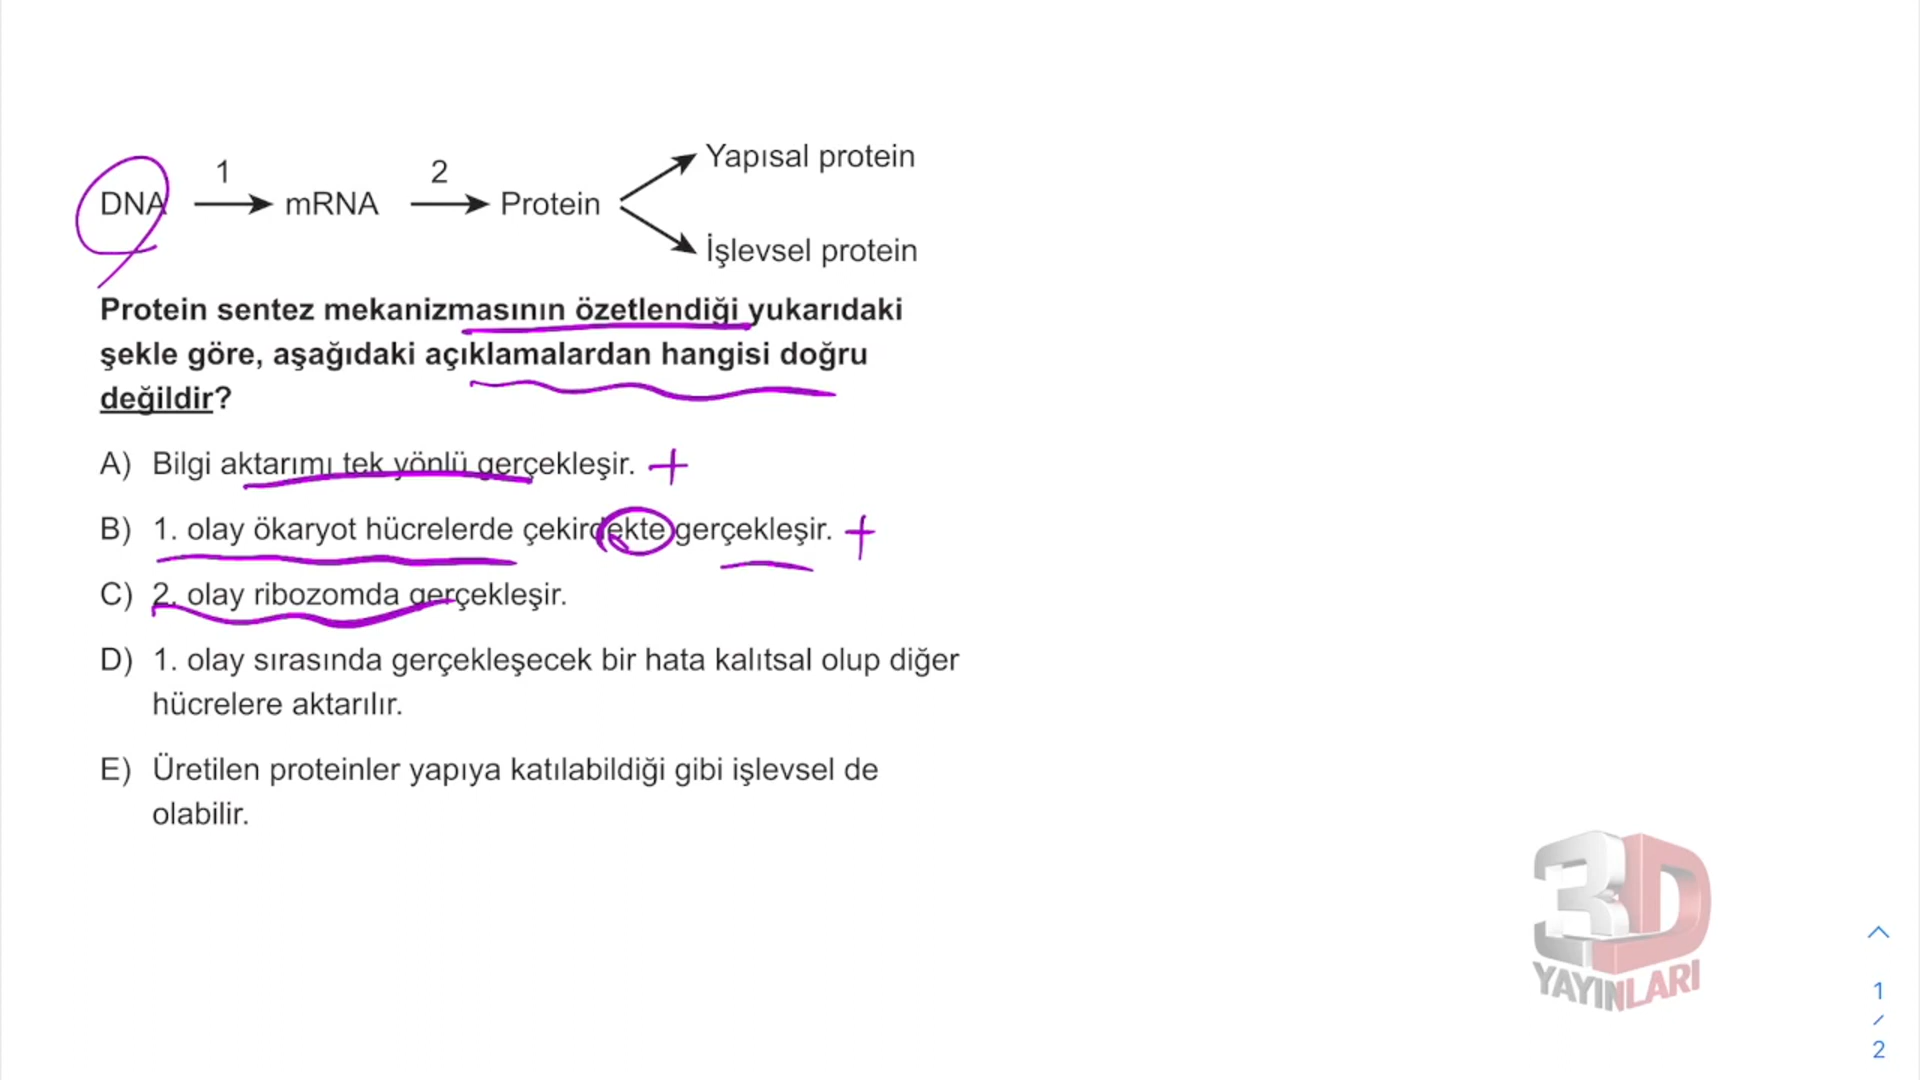 1
2
DNA → mRNA → Protein
Yapısal protein
İşlevsel protein
Protein sentez mekanizmasının özetlendiği yukarıdaki
şekle göre, aşağıdaki açıklamalardan hangisi doğru
değildir?
A) Bilgi aktarımı tek yönlü gerçekleşir. +
B) 1. olay ökaryot hücrelerde çekirdekte gerçekleşir. +
C) 2. olay ribozomda gerçekleşir.
D) 1. olay sırasında gerçekleşecek bir hata kalıtsal olup diğer
hücrelere aktarılır.
E) Üretilen proteinler yapıya katılabildiği gibi işlevsel de
olabilir.
3D
YAYINLARI
1
/
2